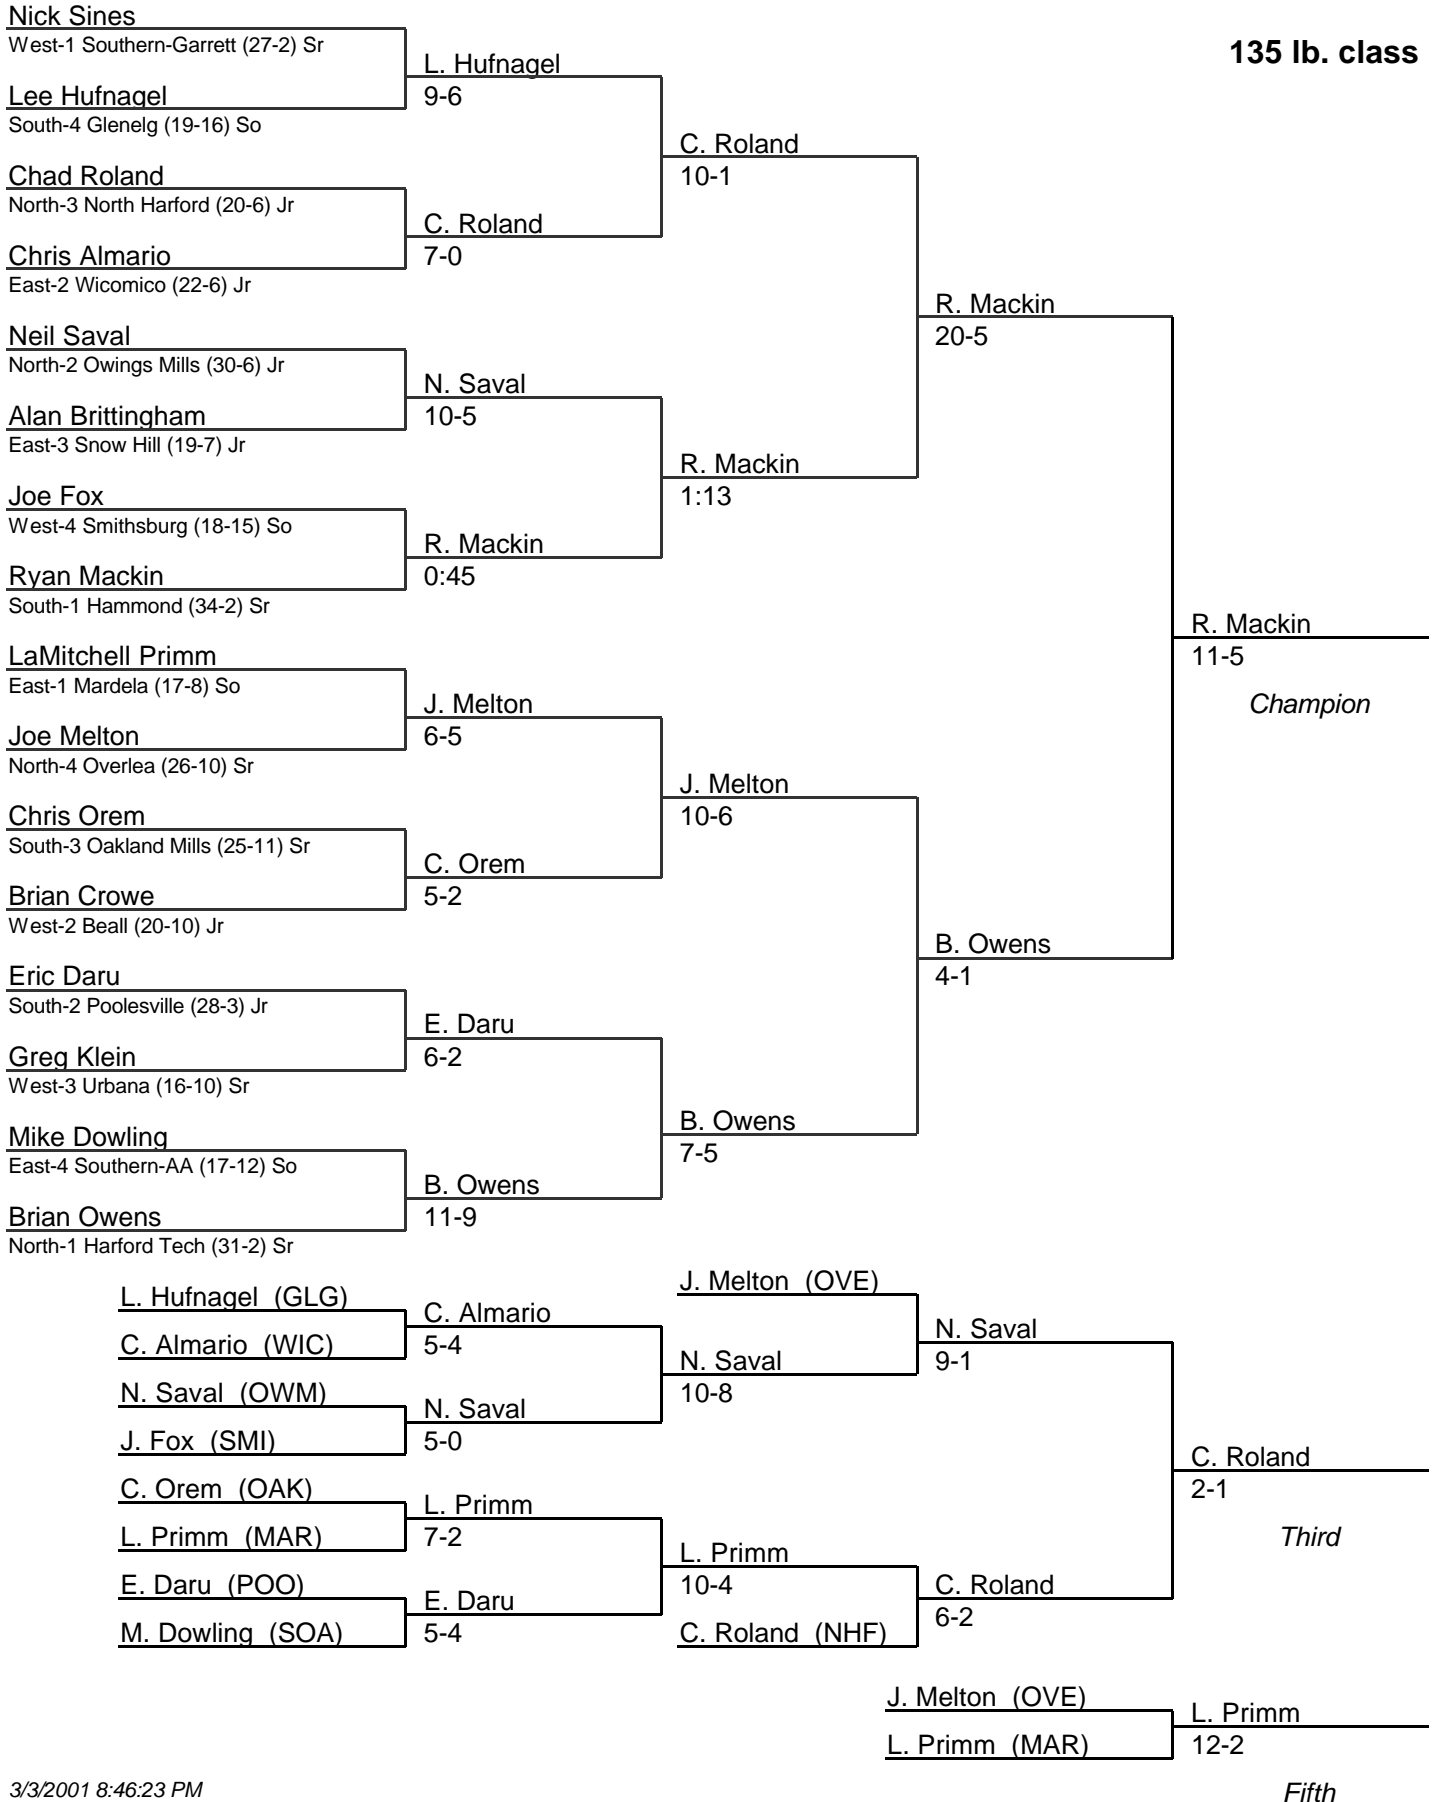 135 lb. class
Nick Sines
West-1 Southern-Garrett (27-2) Sr
L. Hufnagel
9-6
Lee Hufnagel
South-4 Glenelg (19-16) So
C. Roland
10-1
Chad Roland
North-3 North Harford (20-6) Jr
C. Roland
7-0
Chris Almario
East-2 Wicomico (22-6) Jr
R. Mackin
20-5
Neil Saval
North-2 Owings Mills (30-6) Jr
N. Saval
10-5
Alan Brittingham
East-3 Snow Hill (19-7) Jr
R. Mackin
1:13
Joe Fox
West-4 Smithsburg (18-15) So
R. Mackin
0:45
Ryan Mackin
South-1 Hammond (34-2) Sr
R. Mackin
11-5
Champion
LaMitchell Primm
East-1 Mardela (17-8) So
J. Melton
6-5
Joe Melton
North-4 Overlea (26-10) Sr
J. Melton
10-6
Chris Orem
South-3 Oakland Mills (25-11) Sr
C. Orem
5-2
Brian Crowe
West-2 Beall (20-10) Jr
B. Owens
4-1
Eric Daru
South-2 Poolesville (28-3) Jr
E. Daru
6-2
Greg Klein
West-3 Urbana (16-10) Sr
B. Owens
7-5
Mike Dowling
East-4 Southern-AA (17-12) So
B. Owens
11-9
Brian Owens
North-1 Harford Tech (31-2) Sr
L. Hufnagel (GLG)
C. Almario
5-4
C. Almario (WIC)
J. Melton (OVE)
N. Saval
9-1
N. Saval
10-8
N. Saval (OWM)
N. Saval
5-0
J. Fox (SMI)
C. Roland
2-1
Third
C. Orem (OAK)
L. Primm
7-2
L. Primm (MAR)
L. Primm
10-4
C. Roland
6-2
E. Daru (POO)
E. Daru
5-4
M. Dowling (SOA)
C. Roland (NHF)
J. Melton (OVE)
L. Primm
12-2
L. Primm (MAR)
Fifth
3/3/2001 8:46:23 PM